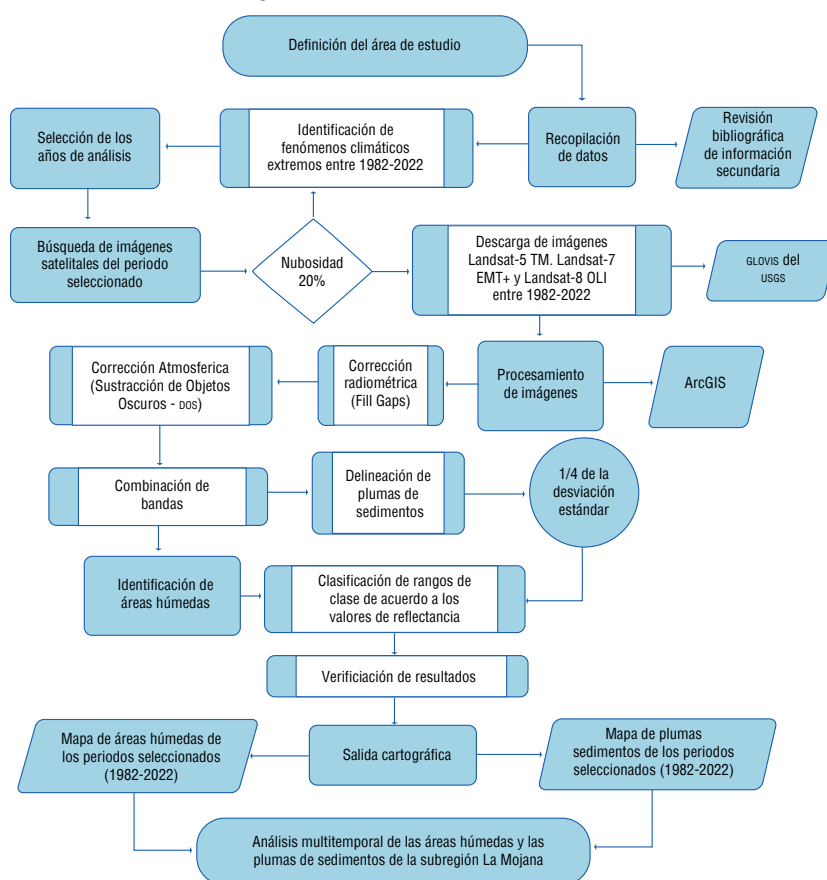 Definición del área de estudio
Selección de los
años de análisis
Identificación de
fenómenos climáticos
extremos entre 1982-2022
Recopilación
de datos
Revisión
bibliográfica
de información
secundaria
Búsqueda de imágenes
satelitales del periodo
seleccionado
Nubosidad
20%
Descarga de imágenes
Landsat-5 TM. Landsat-7
EMT+ y Landsat-8 OLI
entre 1982-2022
GLOVIS del
USGS
Corrección Atmosferica
(Sustracción de Objetos
Oscuros - DOS)
Corrección
radiométrica
(Fill Gaps)
Procesamiento
de imágenes
ArcGIS
Combinación de
bandas
Delineación de
plumas de
sedimentos
1/4 de la
desviación
estándar
Identificación de
áreas húmedas
Clasificación de rangos de
clase de acuerdo a los
valores de reflectancia
Verificiación de resultados
Mapa de áreas húmedas de
los periodos seleccionados
(1982-2022)
Salida cartográfica
Mapa de plumas
sedimentos de los periodos
seleccionados (1982-2022)
Análisis multitemporal de las áreas húmedas y las
plumas de sedimentos de la subregión La Mojana